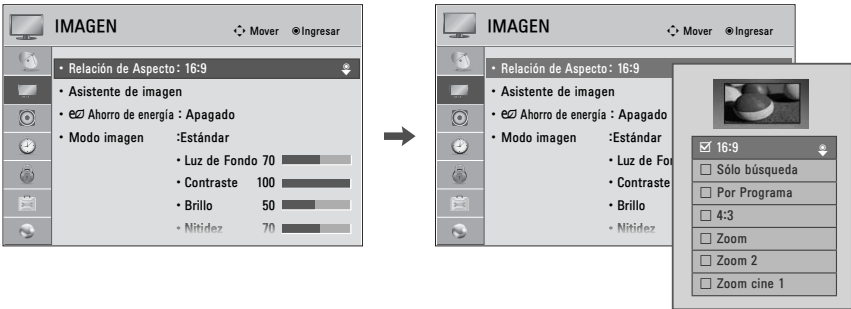 IMAGEN
Mover
Ingresar
• Relación de Aspecto: 16:9
• Asistente de imagen
• Ahorro de energía : Apagado
• Modo imagen :Estándar
• Luz de Fondo 70
• Contraste 100
• Brillo 50
• Nitidez 70
IMAGEN
Mover
Ingresar
• Relación de Aspecto: 16:9
• Asistente de imagen
• Ahorro de energía : Apagado
• Modo imagen :Estándar
• Luz de Fo
• Contraste
• Brillo
• Nitidez
16:9
Sólo búsqueda
Por Programa
4:3
Zoom
Zoom 2
Zoom cine 1